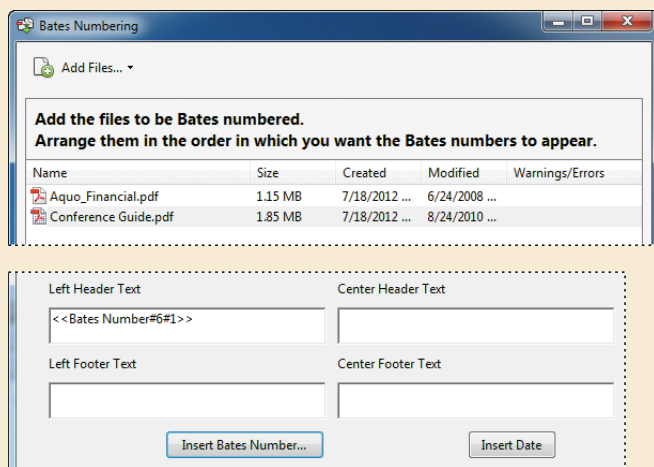 Bates Numbering
Add Files...
Add the files to be Bates numbered.
Arrange them in the order in which you want the Bates numbers to appear.
Name Size Created Modified Warnings/Errors
Aquo_Financial.pdf 1.15 MB 7/18/2012 ... 6/24/2008 ...
Conference Guide.pdf 1.85 MB 7/18/2012 ... 8/24/2010 ...
Left Header Text Center Header Text
<<Bates Number#6#1>>
Left Footer Text Center Footer Text
Insert Bates Number... Insert Date